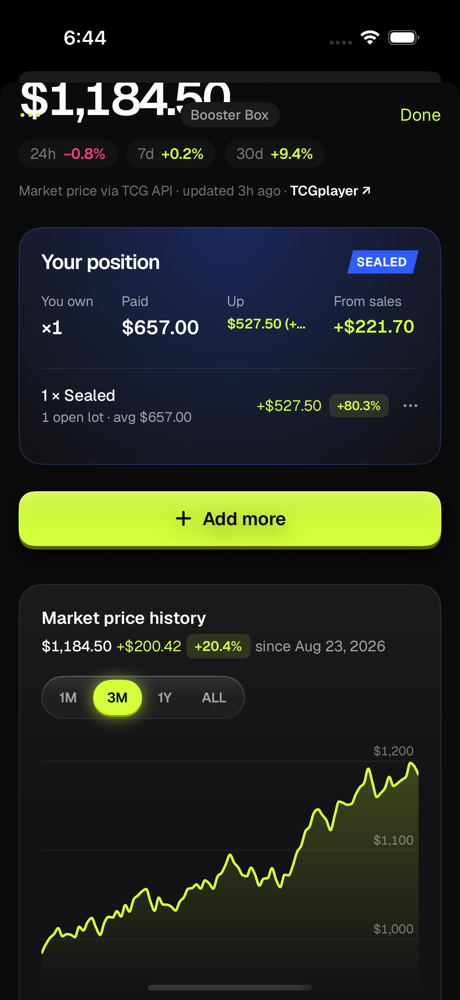 6:44
$1,184.50
Booster Box
Done
24h −0.8% 7d +0.2% 30d +9.4%
Market price via TCG API · updated 3h ago · TCGplayer ↗
Your position
SEALED
You own Paid Up From sales
×1 $657.00 $527.50 (+... +$221.70
1 × Sealed
+$527.50 +80.3% ...
1 open lot · avg $657.00
+ Add more
Market price history
$1,184.50 +$200.42 +20.4% since Aug 23, 2026
1M 3M 1Y ALL
$1,200
$1,100
$1,000